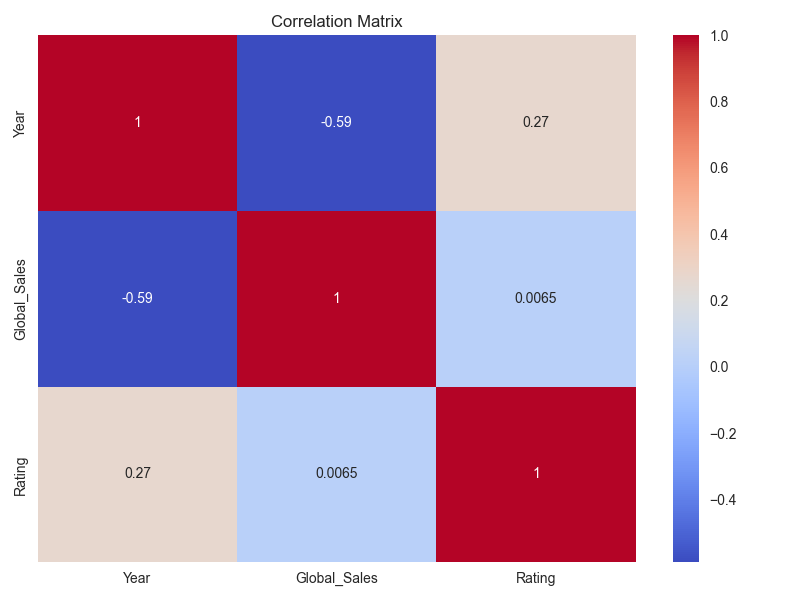 Correlation Matrix
Year
1
-0.59
0.27
Global_Sales
-0.59
1
0.0065
Rating
0.27
0.0065
1
Year
Global_Sales
Rating
1.0
0.8
0.6
0.4
0.2
0.0
−0.2
−0.4